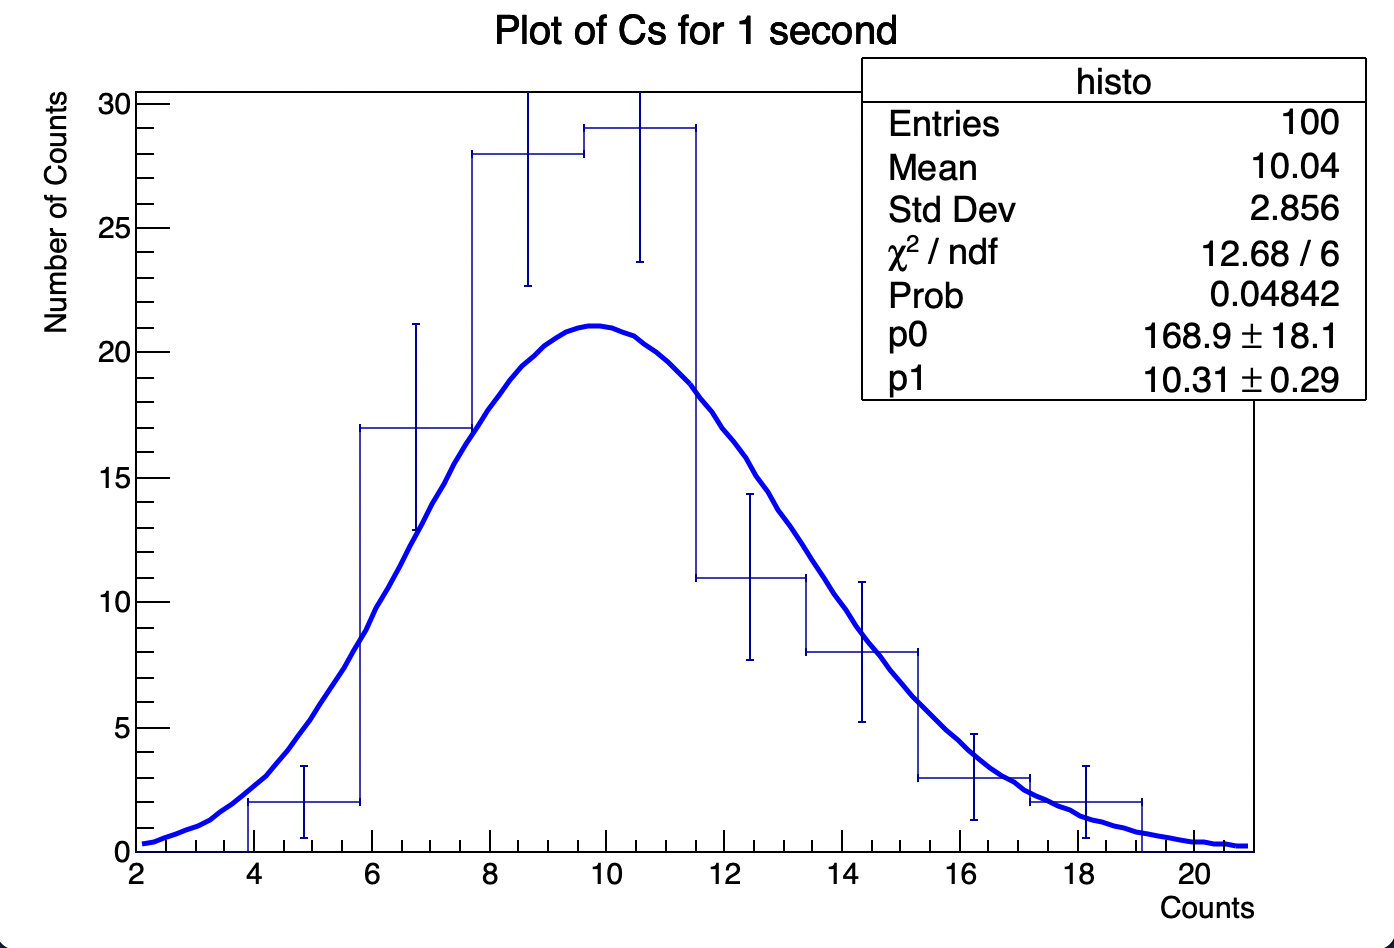 Plot of Cs for 1 second
histo
Entries 100
Mean 10.04
Std Dev 2.856
χ² / ndf 12.68 / 6
Prob 0.04842
p0 168.9 ± 18.1
p1 10.31 ± 0.29
Number of Counts
30
25
20
15
10
5
0
2 4 6 8 10 12 14 16 18 20
Counts